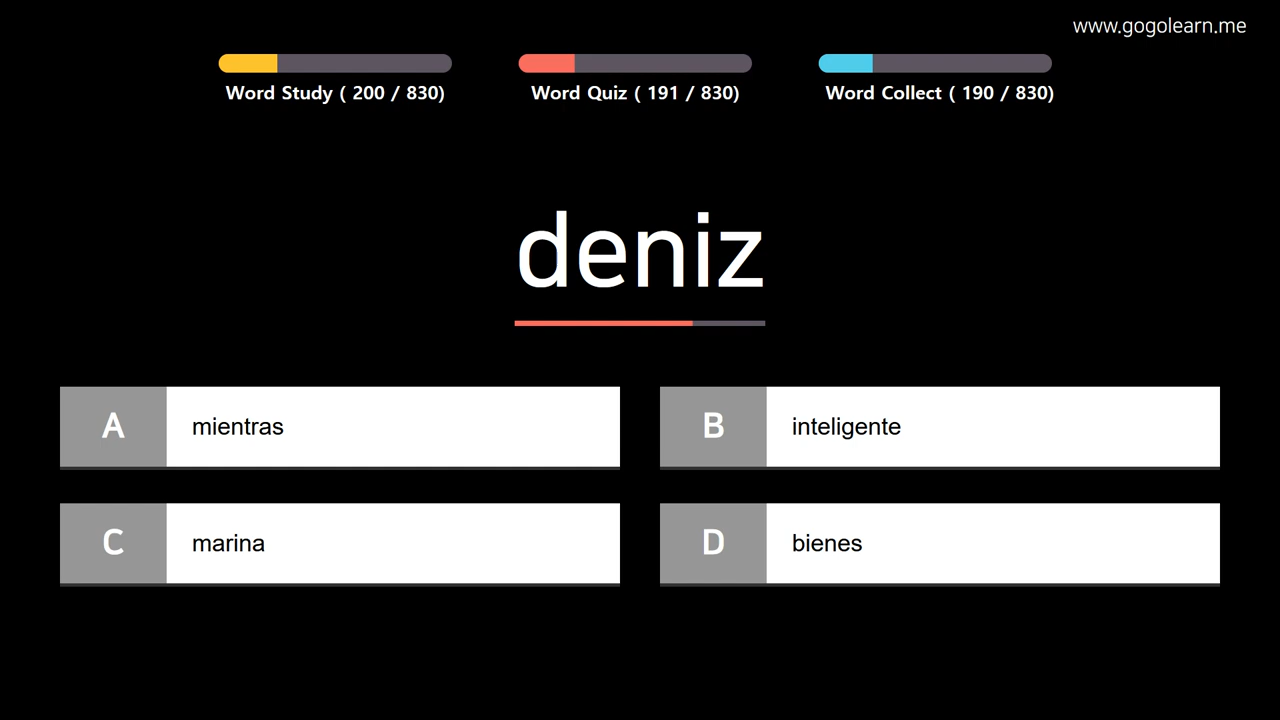 www.gogolearn.me
Word Study ( 200 / 830)
Word Quiz ( 191 / 830)
Word Collect ( 190 / 830)
deniz
A
mientras
B
inteligente
C
marina
D
bienes